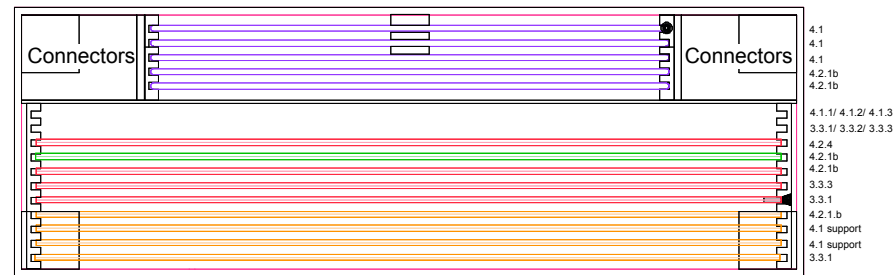 Connectors
Connectors
4.1
4.1
4.1
4.2.1b
4.2.1b
4.1.1/ 4.1.2/ 4.1.3
3.3.1/ 3.3.2/ 3.3.3
4.2.4
4.2.1b
4.2.1b
3.3.3
3.3.1
4.2.1.b
4.1 support
4.1 support
3.3.1